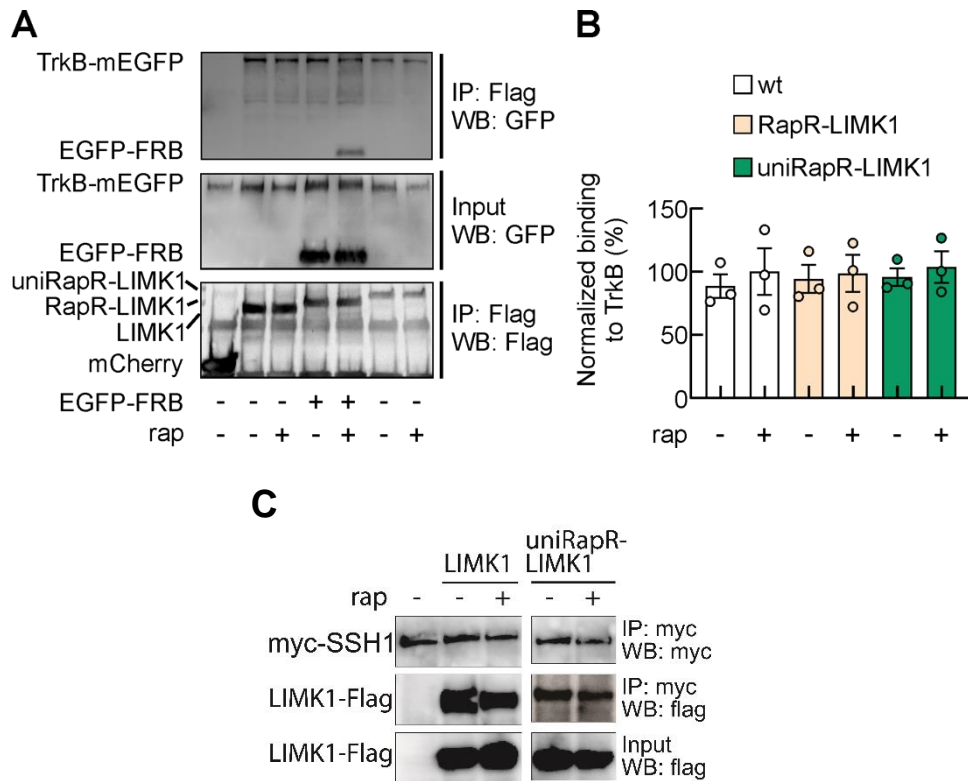 A
TrkB-mEGFP
EGFP-FRB
IP: Flag
WB: GFP
TrkB-mEGFP
EGFP-FRB
Input
WB: GFP
uniRapR-LIMK1
RapR-LIMK1
LIMK1
mCherry
IP: Flag
WB: Flag
EGFP-FRB - - - + + - -
rap - - + - + - +
B
wt
RapR-LIMK1
uniRapR-LIMK1
Normalized binding
to TrkB (%)
150
100
50
0
rap - + - + - +
C
LIMK1
uniRapR-
LIMK1
rap - - + - +
myc-SSH1
IP: myc
WB: myc
LIMK1-Flag
IP: myc
WB: flag
LIMK1-Flag
Input
WB: flag